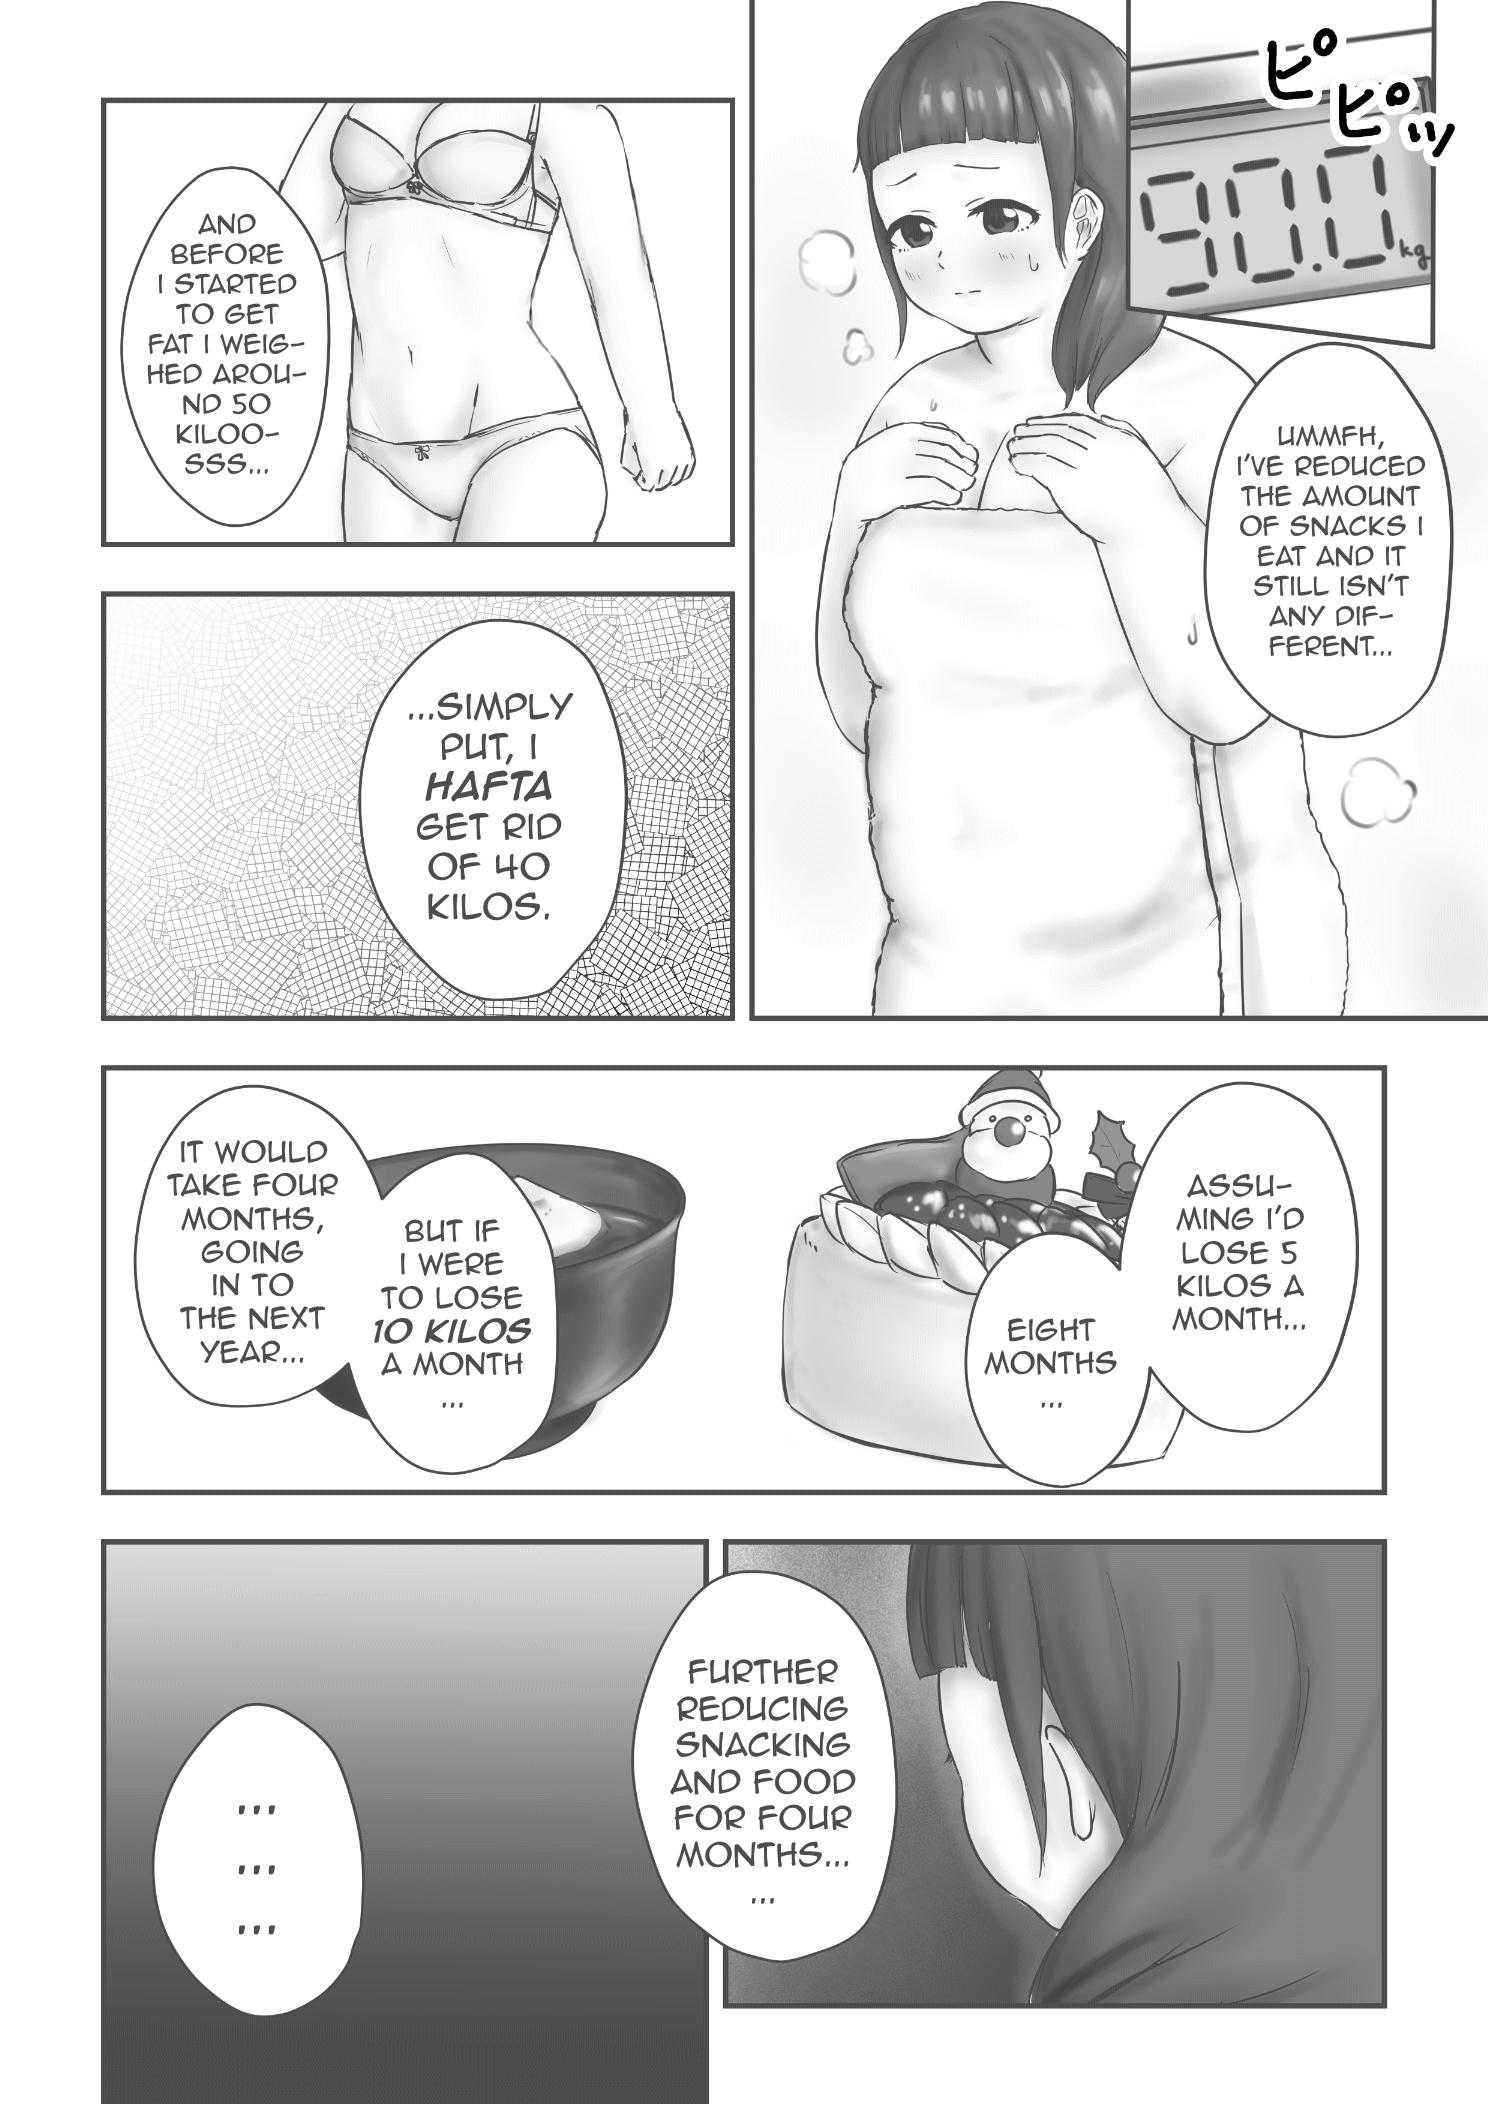 ピピッ
90.0
kg
UMMFH,
I'VE REDUCED
THE AMOUNT
OF SNACKS I
EAT AND IT
STILL ISN'T
ANY DIF-
FERENT...
AND
BEFORE
I STARTED
TO GET
FAT I WEIG-
HED AROU-
ND 50
KILOO-
SSS...
...SIMPLY
PUT, I
HAFTA
GET RID
OF 40
KILOS.
ASSU-
MING I'D
LOSE 5
KILOS A
MONTH...
EIGHT
MONTHS
...
BUT IF
I WERE
TO LOSE
10 KILOS
A MONTH
...
IT WOULD
TAKE FOUR
MONTHS,
GOING
IN TO
THE NEXT
YEAR...
FURTHER
REDUCING
SNACKING
AND FOOD
FOR FOUR
MONTHS...
...
...
...
...